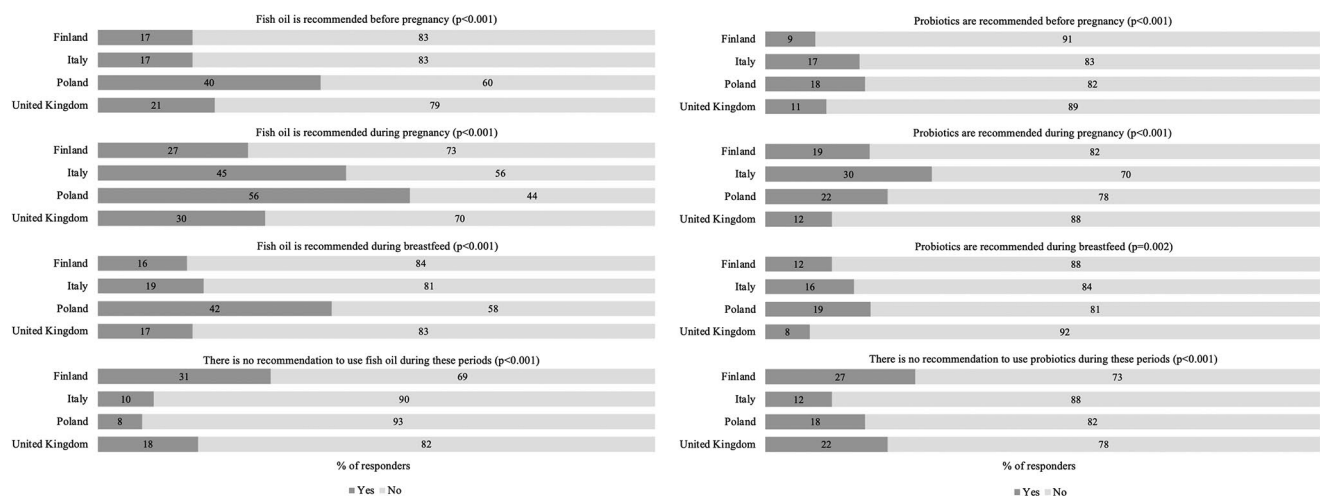 Fish oil is recommended before pregnancy (p<0.001)
Finland 17 83
Italy 17 83
Poland 40 60
United Kingdom 21 79
Fish oil is recommended during pregnancy (p<0.001)
Finland 27 73
Italy 45 56
Poland 56 44
United Kingdom 30 70
Fish oil is recommended during breastfeed (p<0.001)
Finland 16 84
Italy 19 81
Poland 42 58
United Kingdom 17 83
There is no recommendation to use fish oil during these periods (p<0.001)
Finland 31 69
Italy 10 90
Poland 8 93
United Kingdom 18 82
% of responders
Yes No
Probiotics are recommended before pregnancy (p<0.001)
Finland 9 91
Italy 17 83
Poland 18 82
United Kingdom 11 89
Probiotics are recommended during pregnancy (p<0.001)
Finland 19 82
Italy 30 70
Poland 22 78
United Kingdom 12 88
Probiotics are recommended during breastfeed (p=0.002)
Finland 12 88
Italy 16 84
Poland 19 81
United Kingdom 8 92
There is no recommendation to use probiotics during these periods (p<0.001)
Finland 27 73
Italy 12 88
Poland 18 82
United Kingdom 22 78
% of responders
Yes No